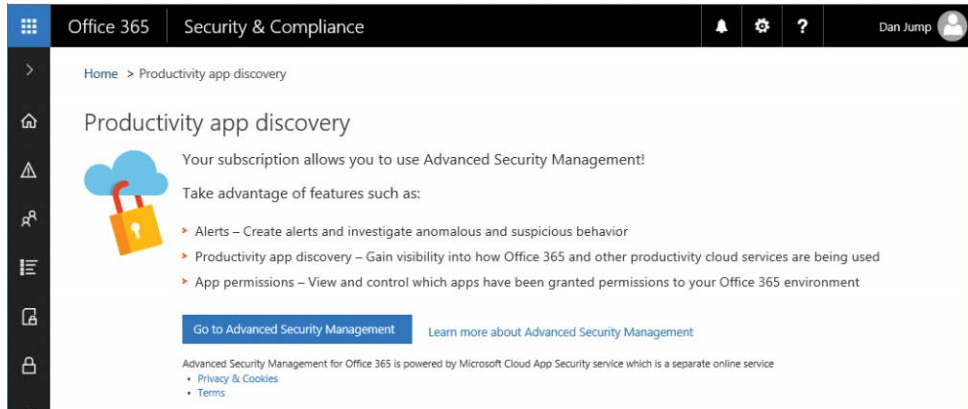 Office 365 Security & Compliance ? Dan Jump
Home > Productivity app discovery
Productivity app discovery
Your subscription allows you to use Advanced Security Management!
Take advantage of features such as:
Alerts – Create alerts and investigate anomalous and suspicious behavior
Productivity app discovery – Gain visibility into how Office 365 and other productivity cloud services are being used
App permissions – View and control which apps have been granted permissions to your Office 365 environment
Go to Advanced Security Management Learn more about Advanced Security Management
Advanced Security Management for Office 365 is powered by Microsoft Cloud App Security service which is a separate online service
• Privacy & Cookies
• Terms